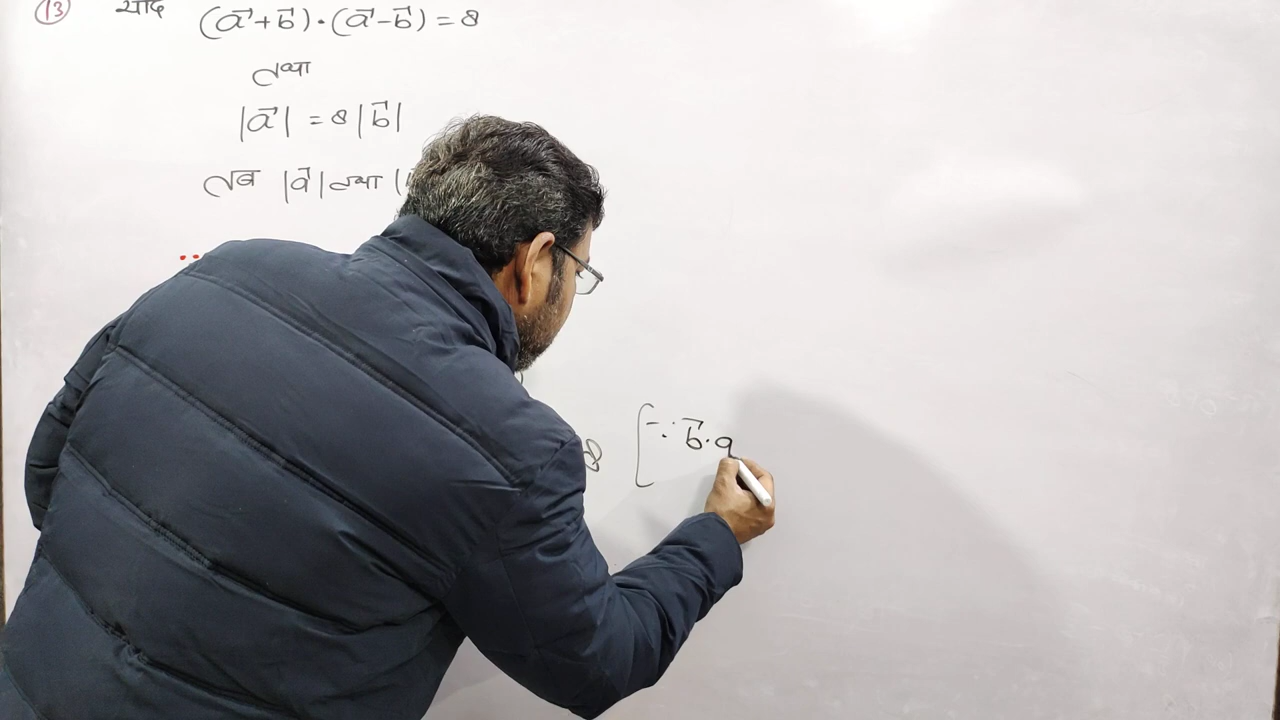 (13) यदि (a⃗+b⃗)·(a⃗-b⃗) = 8
तथा
|a⃗| = 8|b⃗|
तब |a⃗| तथा |
8 [∵ b⃗·a